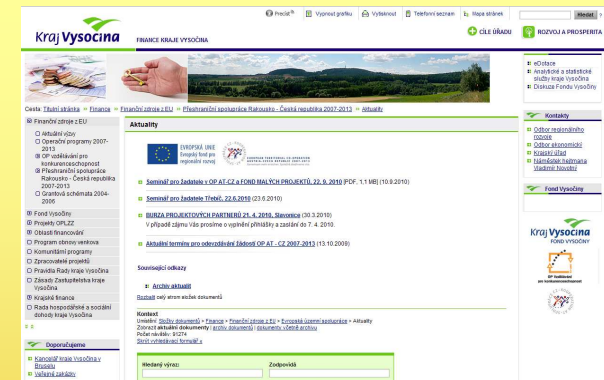 Přečíst
Vypnout grafiku
Vytisknout
Telefonní seznam
Mapa stránek
Hledat
Kraj Vysočina
FINANCE KRAJE VYSOČINA
CÍLE ÚŘADU
ROZVOJ A PROSPERITA
Cesta: Titulní stránka » Finance » Finanční zdroje z EU » Přeshraniční spolupráce Rakousko - Česká republika 2007-2013 » Aktuality
Finanční zdroje z EU
Aktuální výzvy
Operační programy 2007-
2013
OP vzdělávání pro
konkurenceschopnost
Přeshraniční spolupráce
Rakousko - Česká republika
2007-2013
Grantová schémata 2004-
2006
Fond Vysočiny
Projekty OPLZZ
Oblasti financování
Program obnovy venkova
Komunitární programy
Zpracovatelé projektů
Pravidla Rady kraje Vysočina
Zásady Zastupitelstva kraje
Vysočina
Krajské finance
Rada hospodářské a sociální
dohody kraje Vysočina
Doporučujeme
Kancelář kraje Vysočina v
Bruselu
Veřejné zakázky
Aktuality
EVROPSKÁ UNIE
Evropský fond pro
regionální rozvoj
Seminář pro žadatele v OP AT-CZ a FOND MALÝCH PROJEKTŮ, 22. 9. 2010 [PDF, 1,1 MB] (10.9.2010)
Seminář pro žadatele Třebíč, 22.6.2010 (23.6.2010)
BURZA PROJEKTOVÝCH PARTNERŮ 21. 4. 2010, Slavonice (30.3.2010)
V případě zájmu Vás prosíme o vyplnění přihlášky a zaslání do 7. 4. 2010.
Aktuální termíny pro odevzdávání žádostí OP AT - CZ 2007-2013 (13.10.2009)
Související odkazy
Archiv aktualit
Rozbalit celý strom složek dokumentů
Kontext
Umístění: Složky dokumentů > Finance > Finanční zdroje z EU > Evropská územní spolupráce > Aktuality
Zobrazit aktuální dokumenty | archiv dokumentů | dokumenty včetně archivu
Počet návštěv: 91274
Skrýt vyhledávací formulář
Hledaný výraz:
Zodpovídá
eDotace
Analytické a statistické
služby kraje Vysočina
Diskuze Fondu Vysočiny
Kontakty
Odbor regionálního
rozvoje
Odbor ekonomický
Krajský úřad
Náměstek hejtmana
Vladimír Novotný
Fond Vysočiny
Kraj Vysočina
FOND VYSOČINY
OP Vzdělávání
pro konkurenceschopnost